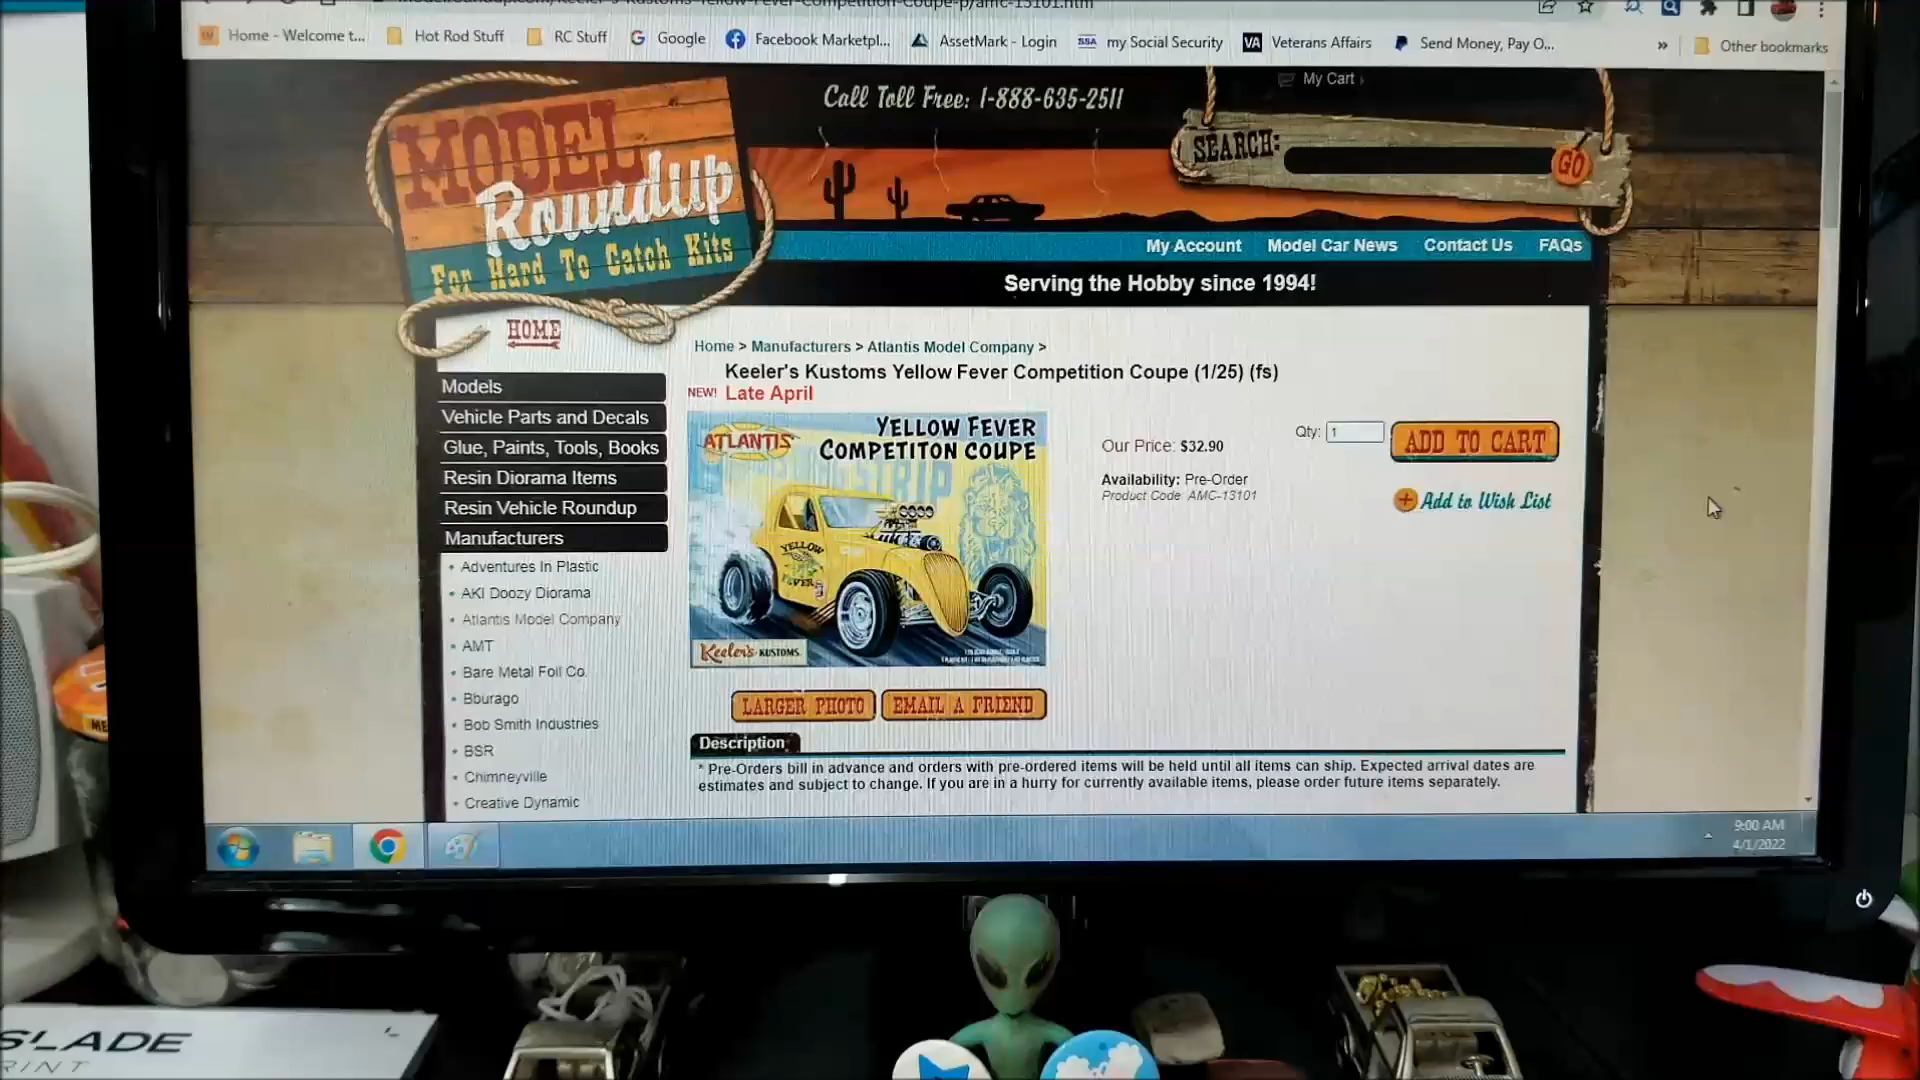 Home - Welcome t...
Hot Rod Stuff
RC Stuff
Google
Facebook Marketpl...
AssetMark - Login
SSA my Social Security
VA Veterans Affairs
Send Money, Pay O...
»
Other bookmarks
Call Toll Free: 1-888-635-2511
My Cart ›
MODEL
Roundup
For Hard To Catch Kits
SEARCH:
GO
My Account
Model Car News
Contact Us
FAQs
Serving the Hobby since 1994!
HOME
Home > Manufacturers > Atlantis Model Company >
Keeler's Kustoms Yellow Fever Competition Coupe (1/25) (fs)
NEW! Late April
Models
Vehicle Parts and Decals
Glue, Paints, Tools, Books
Resin Diorama Items
Resin Vehicle Roundup
Manufacturers
• Adventures In Plastic
• AKI Doozy Diorama
• Atlantis Model Company
• AMT
• Bare Metal Foil Co.
• Bburago
• Bob Smith Industries
• BSR
• Chimneyville
• Creative Dynamic
ATLANTIS
YELLOW FEVER
COMPETITON COUPE
STRIP
YELLOW
FEVER
Keeler's KUSTOMS
Our Price: $32.90
Qty: 1
ADD TO CART
Availability: Pre-Order
Product Code: AMC-13101
Add to Wish List
LARGER PHOTO
EMAIL A FRIEND
Description
* Pre-Orders bill in advance and orders with pre-ordered items will be held until all items can ship. Expected arrival dates are
estimates and subject to change. If you are in a hurry for currently available items, please order future items separately.
9:00 AM
4/1/2022
SLADE
RINT